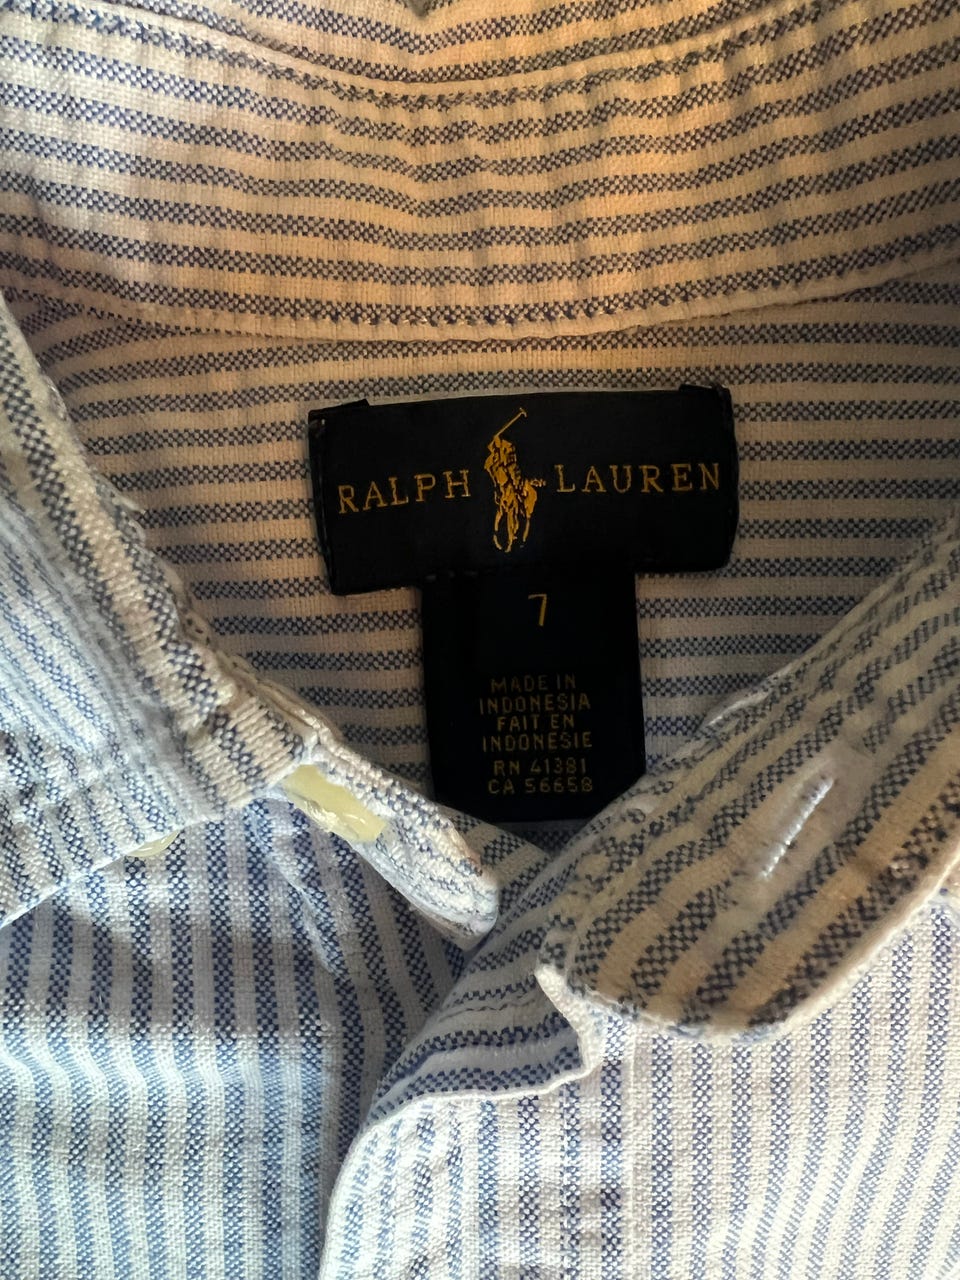 RALPH LAUREN
7
MADE IN
INDONESIA
FAIT EN
INDONESIE
RN 41381
CA 56658